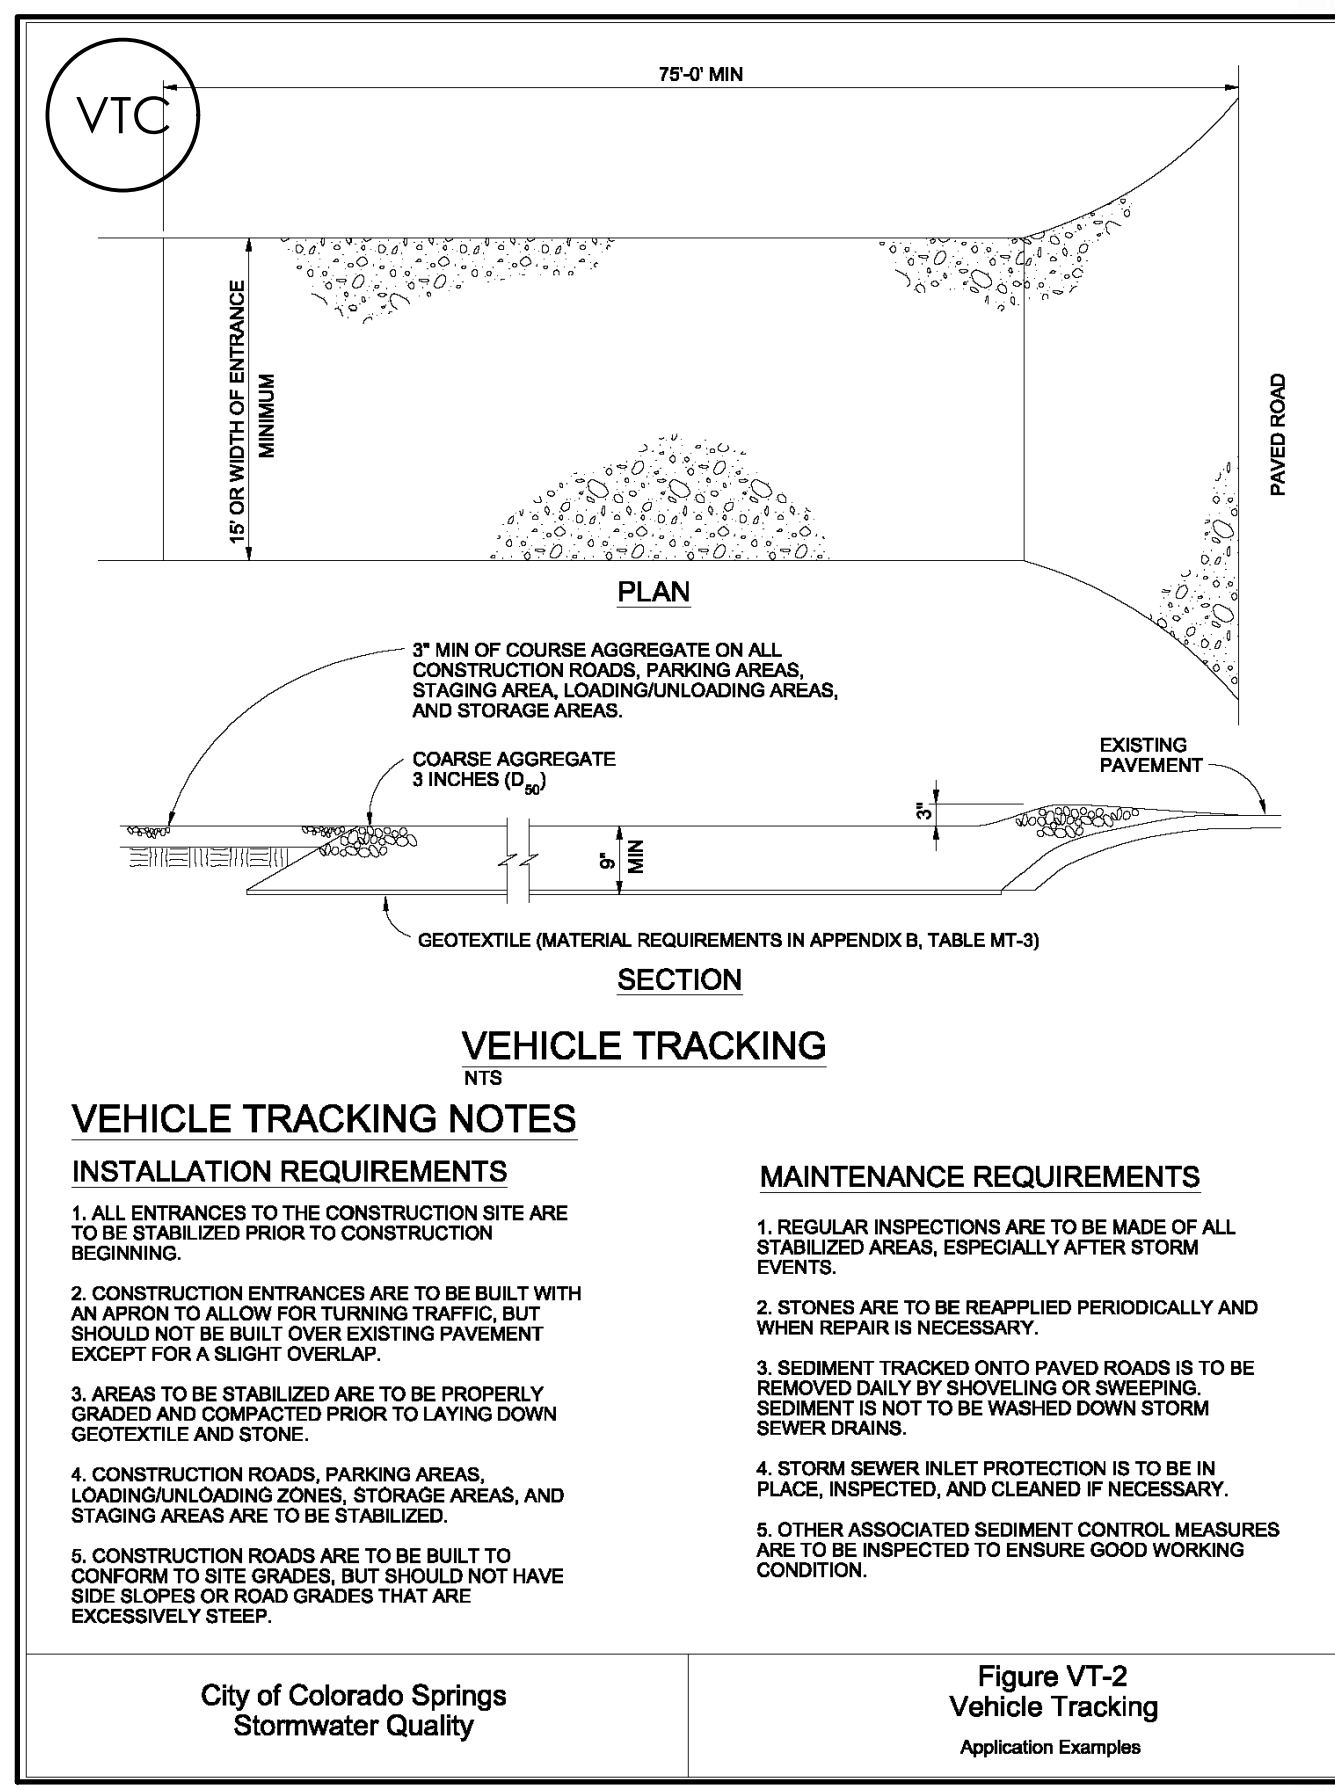 VTC
75'-0' MIN
15' OR WIDTH OF ENTRANCE
MINIMUM
PAVED ROAD
PLAN
3" MIN OF COURSE AGGREGATE ON ALL
CONSTRUCTION ROADS, PARKING AREAS,
STAGING AREA, LOADING/UNLOADING AREAS,
AND STORAGE AREAS.
COARSE AGGREGATE
3 INCHES (D50)
EXISTING
PAVEMENT
3"
9"
MIN
GEOTEXTILE (MATERIAL REQUIREMENTS IN APPENDIX B, TABLE MT-3)
SECTION
VEHICLE TRACKING
NTS
VEHICLE TRACKING NOTES
INSTALLATION REQUIREMENTS
1. ALL ENTRANCES TO THE CONSTRUCTION SITE ARE
TO BE STABILIZED PRIOR TO CONSTRUCTION
BEGINNING.
2. CONSTRUCTION ENTRANCES ARE TO BE BUILT WITH
AN APRON TO ALLOW FOR TURNING TRAFFIC, BUT
SHOULD NOT BE BUILT OVER EXISTING PAVEMENT
EXCEPT FOR A SLIGHT OVERLAP.
3. AREAS TO BE STABILIZED ARE TO BE PROPERLY
GRADED AND COMPACTED PRIOR TO LAYING DOWN
GEOTEXTILE AND STONE.
4. CONSTRUCTION ROADS, PARKING AREAS,
LOADING/UNLOADING ZONES, STORAGE AREAS, AND
STAGING AREAS ARE TO BE STABILIZED.
5. CONSTRUCTION ROADS ARE TO BE BUILT TO
CONFORM TO SITE GRADES, BUT SHOULD NOT HAVE
SIDE SLOPES OR ROAD GRADES THAT ARE
EXCESSIVELY STEEP.
MAINTENANCE REQUIREMENTS
1. REGULAR INSPECTIONS ARE TO BE MADE OF ALL
STABILIZED AREAS, ESPECIALLY AFTER STORM
EVENTS.
2. STONES ARE TO BE REAPPLIED PERIODICALLY AND
WHEN REPAIR IS NECESSARY.
3. SEDIMENT TRACKED ONTO PAVED ROADS IS TO BE
REMOVED DAILY BY SHOVELING OR SWEEPING.
SEDIMENT IS NOT TO BE WASHED DOWN STORM
SEWER DRAINS.
4. STORM SEWER INLET PROTECTION IS TO BE IN
PLACE, INSPECTED, AND CLEANED IF NECESSARY.
5. OTHER ASSOCIATED SEDIMENT CONTROL MEASURES
ARE TO BE INSPECTED TO ENSURE GOOD WORKING
CONDITION.
City of Colorado Springs
Stormwater Quality
Figure VT-2
Vehicle Tracking
Application Examples